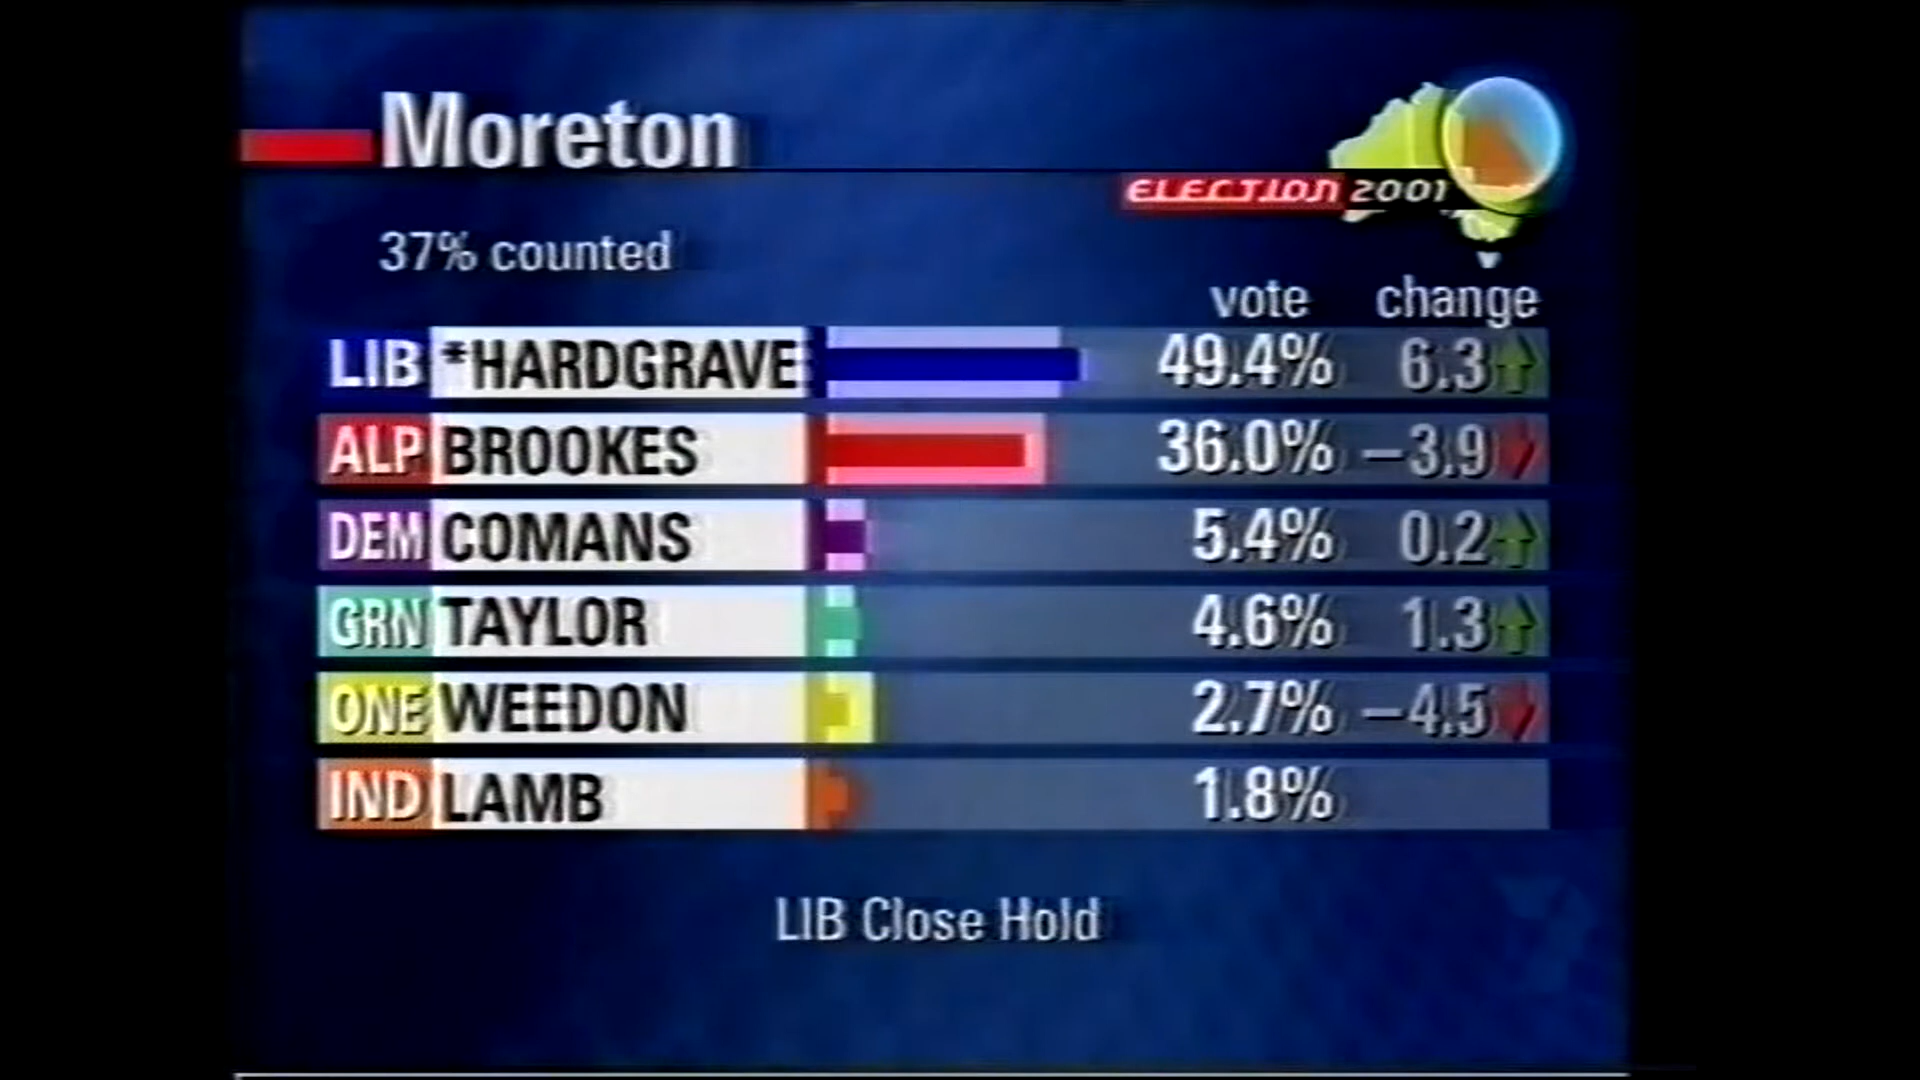 Moreton
ELECTION 2001
37% counted
vote change
LIB *HARDGRAVE 49.4% 6.3
ALP BROOKES 36.0% –3.9
DEM COMANS 5.4% 0.2
GRN TAYLOR 4.6% 1.3
ONE WEEDON 2.7% –4.5
IND LAMB 1.8%
LIB Close Hold